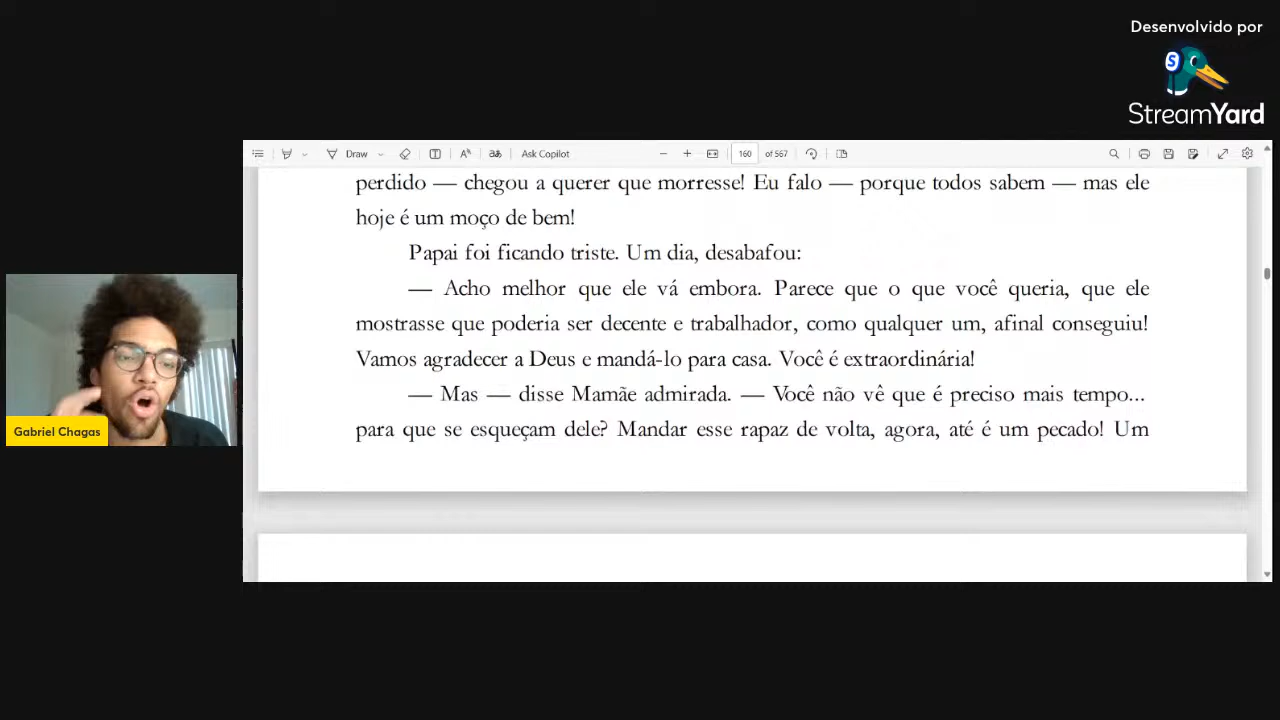 Desenvolvido por
StreamYard
Draw
Ask Copilot
160 of 567
perdido — chegou a querer que morresse! Eu falo — porque todos sabem — mas ele
hoje é um moço de bem!
Papai foi ficando triste. Um dia, desabafou:
— Acho melhor que ele vá embora. Parece que o que você queria, que ele
mostrasse que poderia ser decente e trabalhador, como qualquer um, afinal conseguiu!
Vamos agradecer a Deus e mandá-lo para casa. Você é extraordinária!
— Mas — disse Mamãe admirada. — Você não vê que é preciso mais tempo...
para que se esqueçam dele? Mandar esse rapaz de volta, agora, até é um pecado! Um
Gabriel Chagas